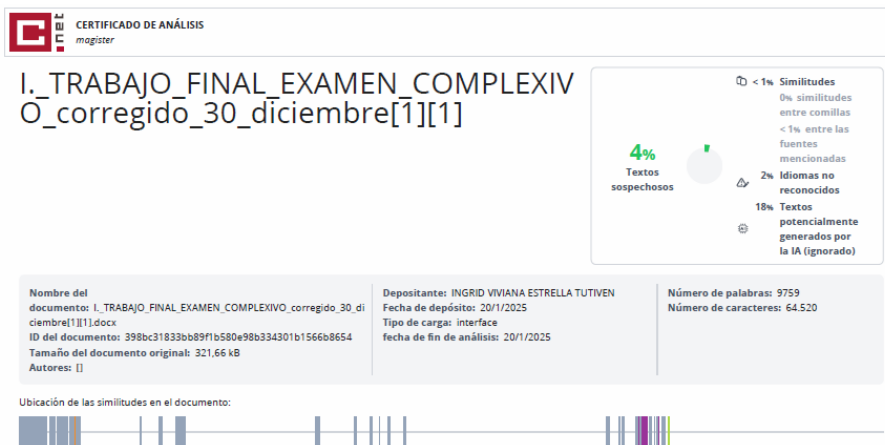 .net
CERTIFICADO DE ANÁLISIS
magister
I._TRABAJO_FINAL_EXAMEN_COMPLEXIV
O_corregido_30_diciembre[1][1]
4%
Textos
sospechosos
< 1% Similitudes
0% similitudes
entre comillas
< 1% entre las
fuentes
mencionadas
2% Idiomas no
reconocidos
18% Textos
potencialmente
generados por
la IA (ignorado)
Nombre del
documento: I._TRABAJO_FINAL_EXAMEN_COMPLEXIVO_corregido_30_di
ciembre[1][1].docx
ID del documento: 398bc31833bb89f1b580e98b334301b1566b8654
Tamaño del documento original: 321,66 kB
Autores: []
Depositante: INGRID VIVIANA ESTRELLA TUTIVEN
Fecha de depósito: 20/1/2025
Tipo de carga: interface
fecha de fin de análisis: 20/1/2025
Número de palabras: 9759
Número de caracteres: 64.520
Ubicación de las similitudes en el documento: